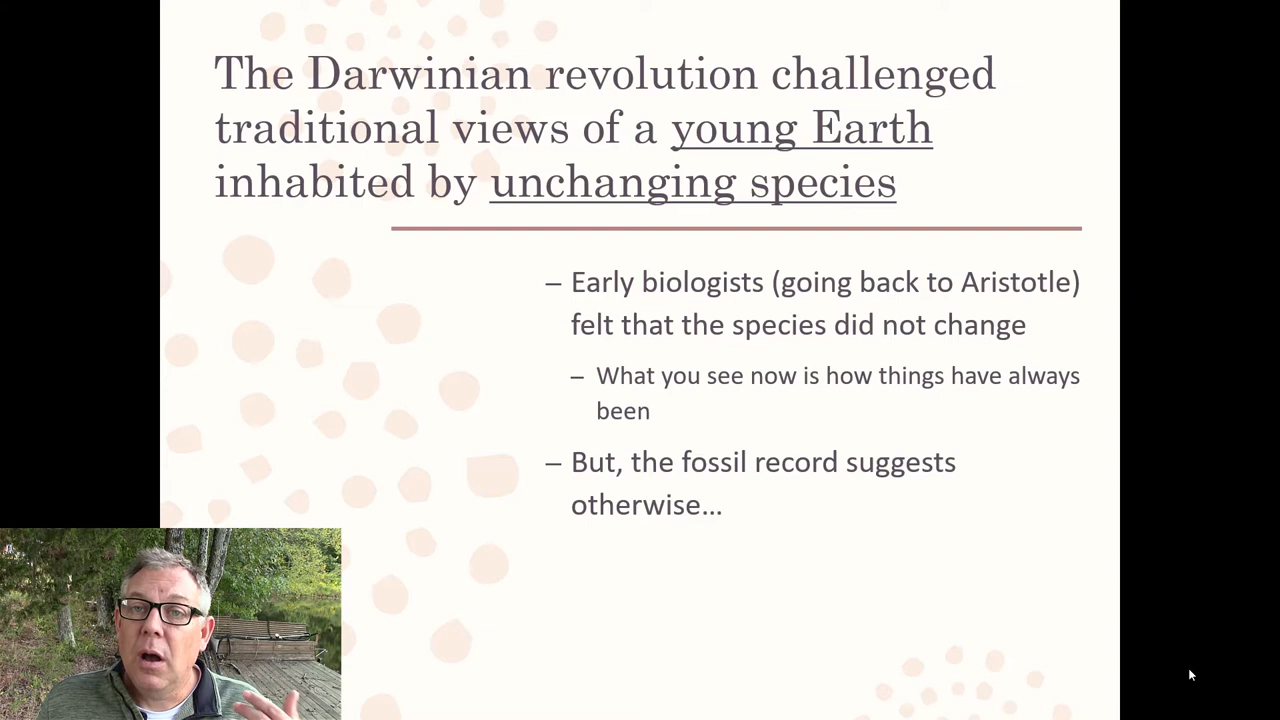 The Darwinian revolution challenged
traditional views of a young Earth
inhabited by unchanging species
– Early biologists (going back to Aristotle)
felt that the species did not change
– What you see now is how things have always
been
– But, the fossil record suggests
otherwise…